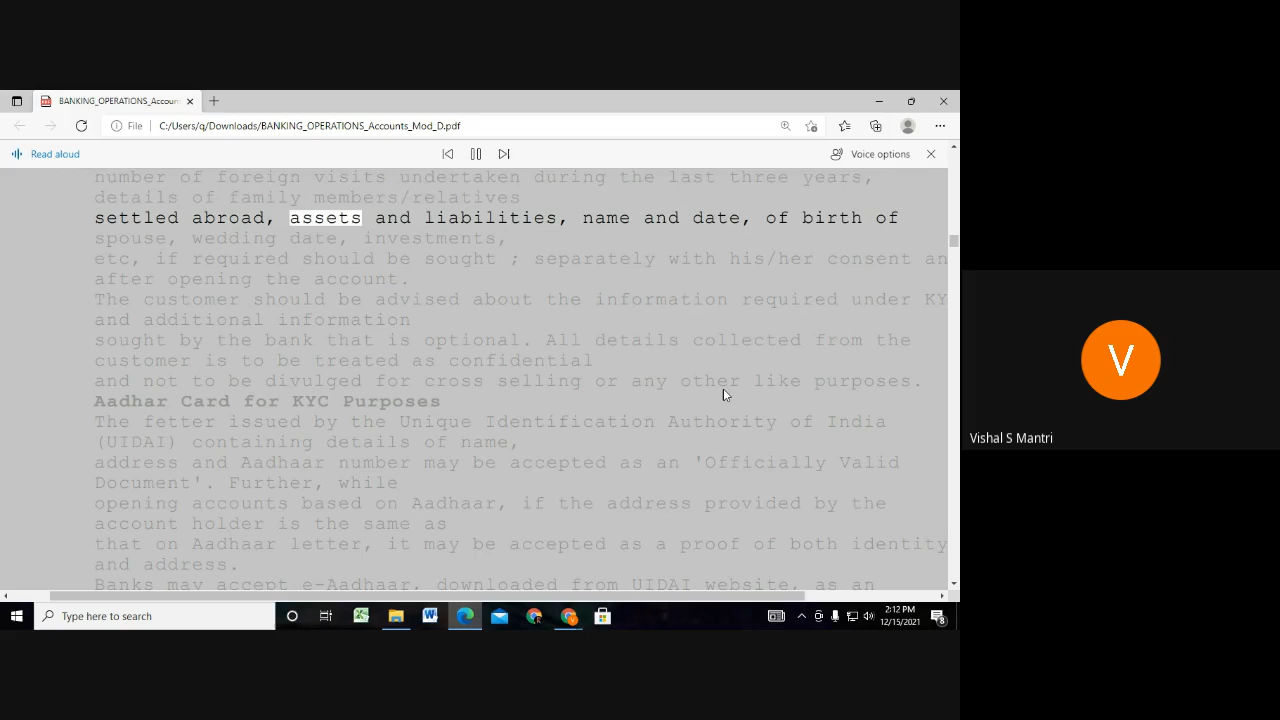 BANKING_OPERATIONS_Accoun
File
C:/Users/q/Downloads/BANKING_OPERATIONS_Accounts_Mod_D.pdf
Read aloud
Voice options
number of foreign visits undertaken during the last three years,
details of family members/relatives
settled abroad, assets and liabilities, name and date, of birth of
spouse, wedding date, investments,
etc, if required should be sought ; separately with his/her consent an
after opening the account.
The customer should be advised about the information required under KY
and additional information
sought by the bank that is optional. All details collected from the
customer is to be treated as confidential
and not to be divulged for cross selling or any other like purposes.
Aadhar Card for KYC Purposes
The fetter issued by the Unique Identification Authority of India
(UIDAI) containing details of name,
address and Aadhaar number may be accepted as an 'Officially Valid
Document'. Further, while
opening accounts based on Aadhaar, if the address provided by the
account holder is the same as
that on Aadhaar letter, it may be accepted as a proof of both identity
and address.
Banks may accept e-Aadhaar, downloaded from UIDAI website, as an
Type here to search
2:12 PM
12/15/2021
8
V
Vishal S Mantri